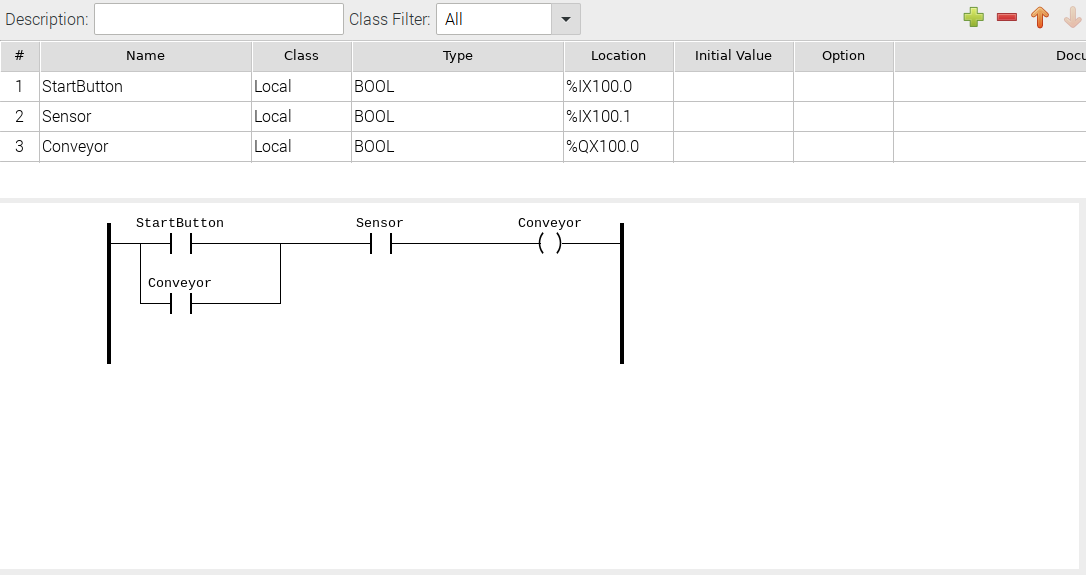 Description: Class Filter: All
# Name Class Type Location Initial Value Option Docu
1 StartButton Local BOOL %IX100.0
2 Sensor Local BOOL %IX100.1
3 Conveyor Local BOOL %QX100.0
StartButton Sensor Conveyor
Conveyor